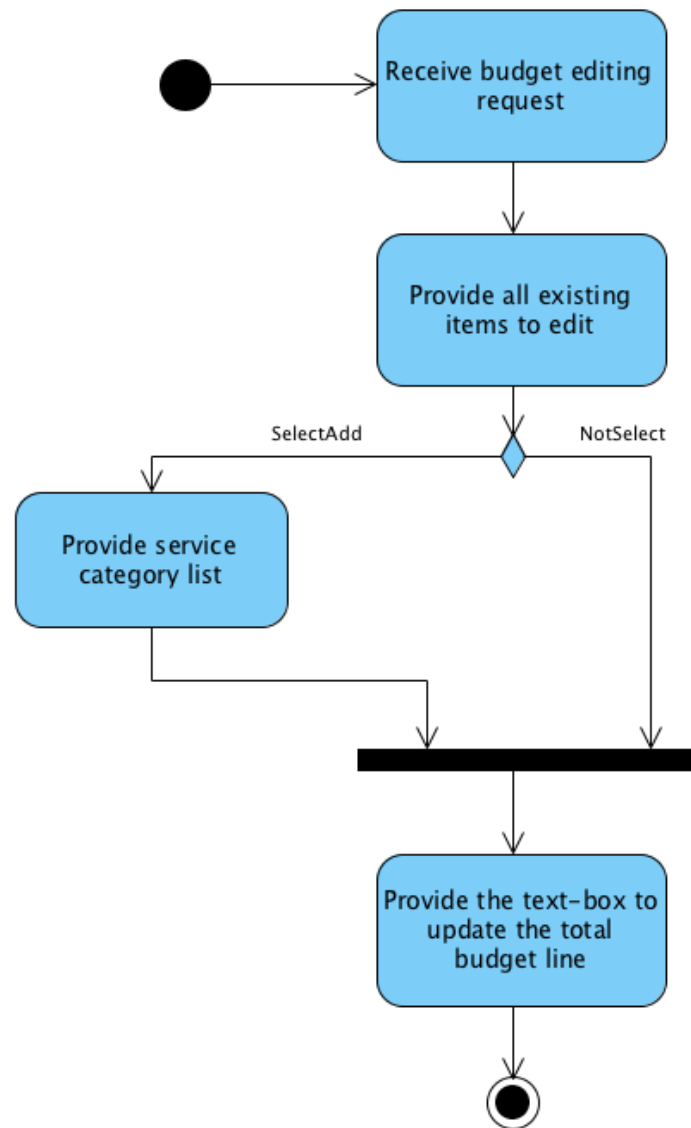 Receive budget editing
request
Provide all existing
items to edit
SelectAdd
NotSelect
Provide service
category list
Provide the text-box to
update the total
budget line